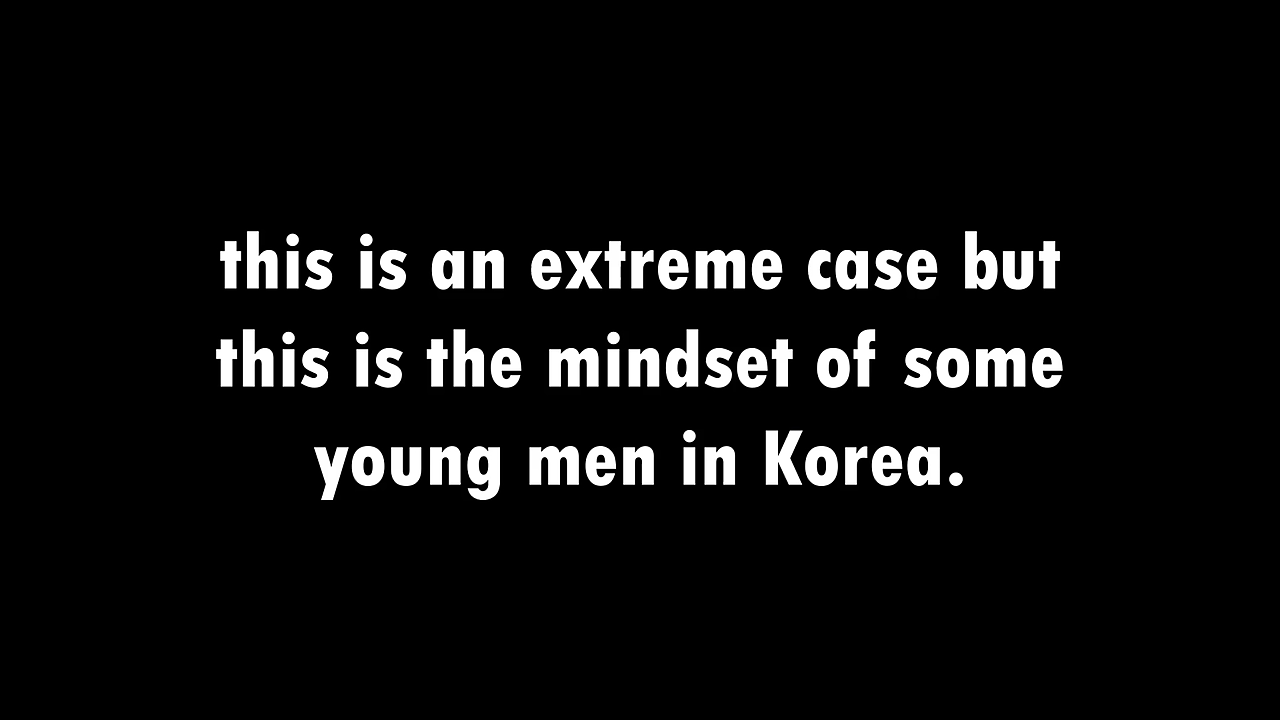 this is an extreme case but
this is the mindset of some
young men in Korea.